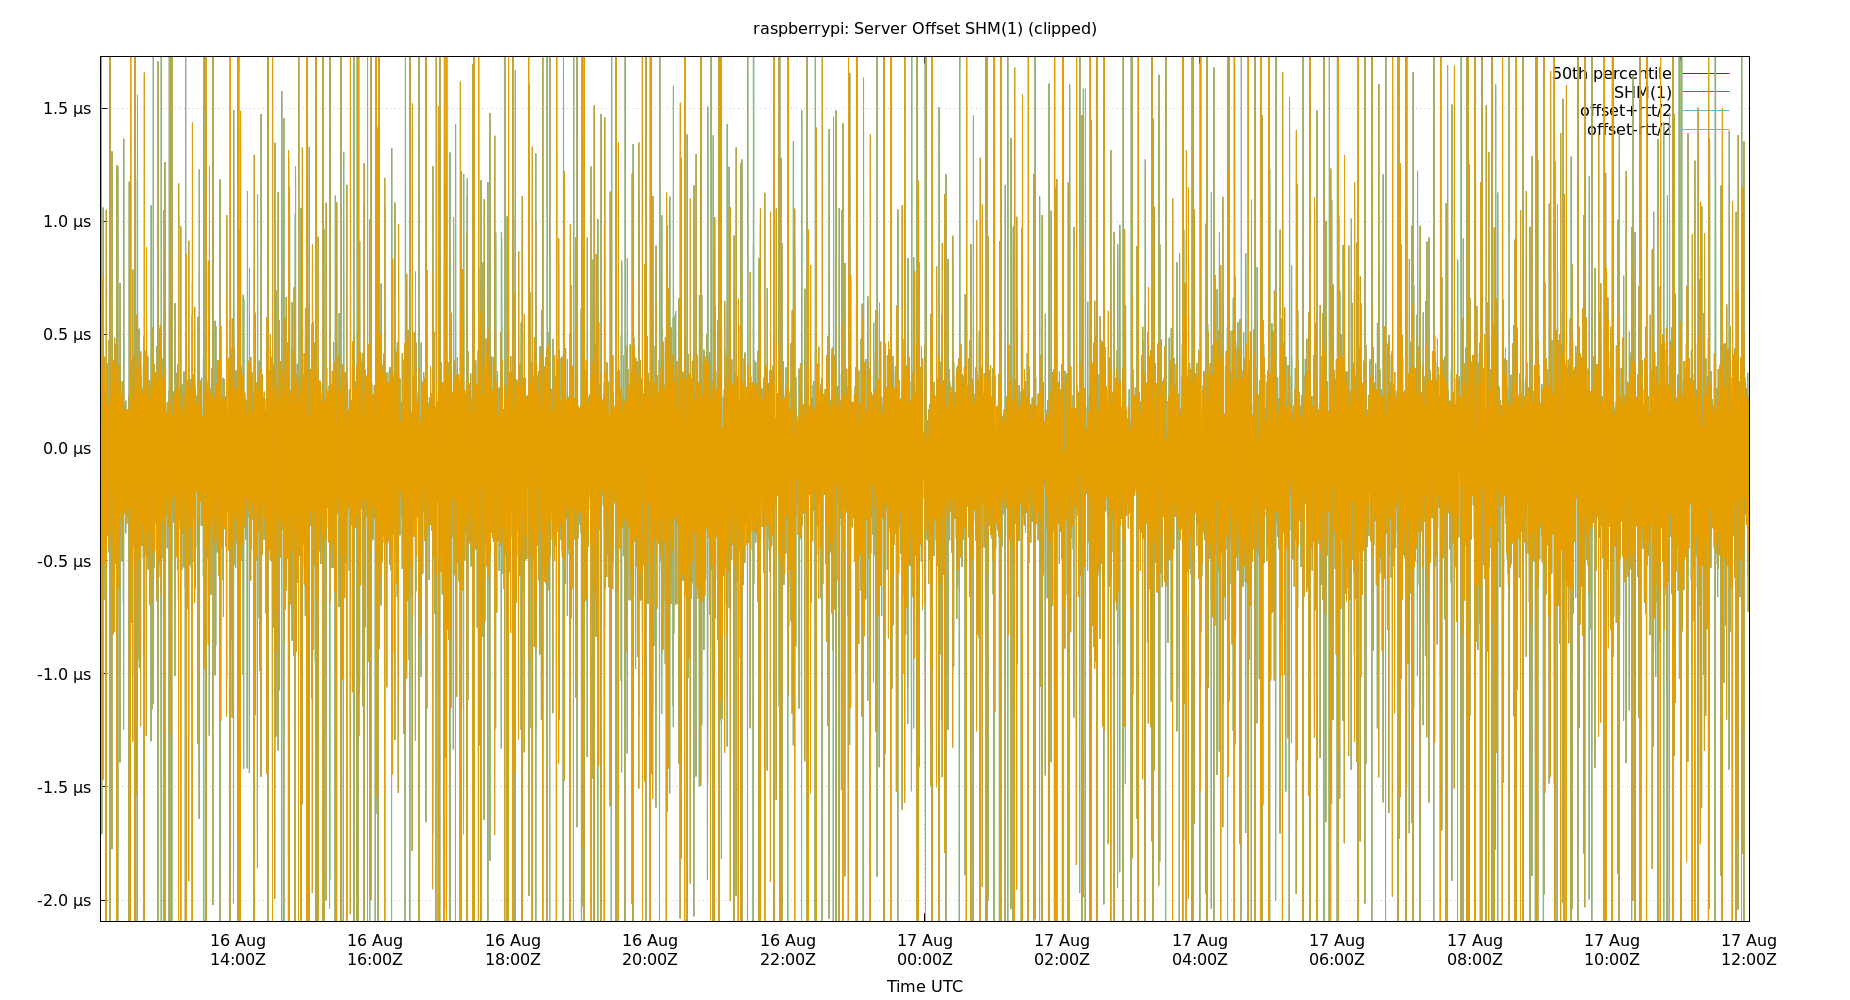 raspberrypi: Server Offset SHM(1) (clipped)
50th percentile
SHM(1)
offset+rtt/2
offset-rtt/2
1.5 µs
1.0 µs
0.5 µs
0.0 µs
-0.5 µs
-1.0 µs
-1.5 µs
-2.0 µs
16 Aug 16 Aug 16 Aug 16 Aug 16 Aug 17 Aug 17 Aug 17 Aug 17 Aug 17 Aug 17 Aug 17 Aug
14:00Z 16:00Z 18:00Z 20:00Z 22:00Z 00:00Z 02:00Z 04:00Z 06:00Z 08:00Z 10:00Z 12:00Z
Time UTC